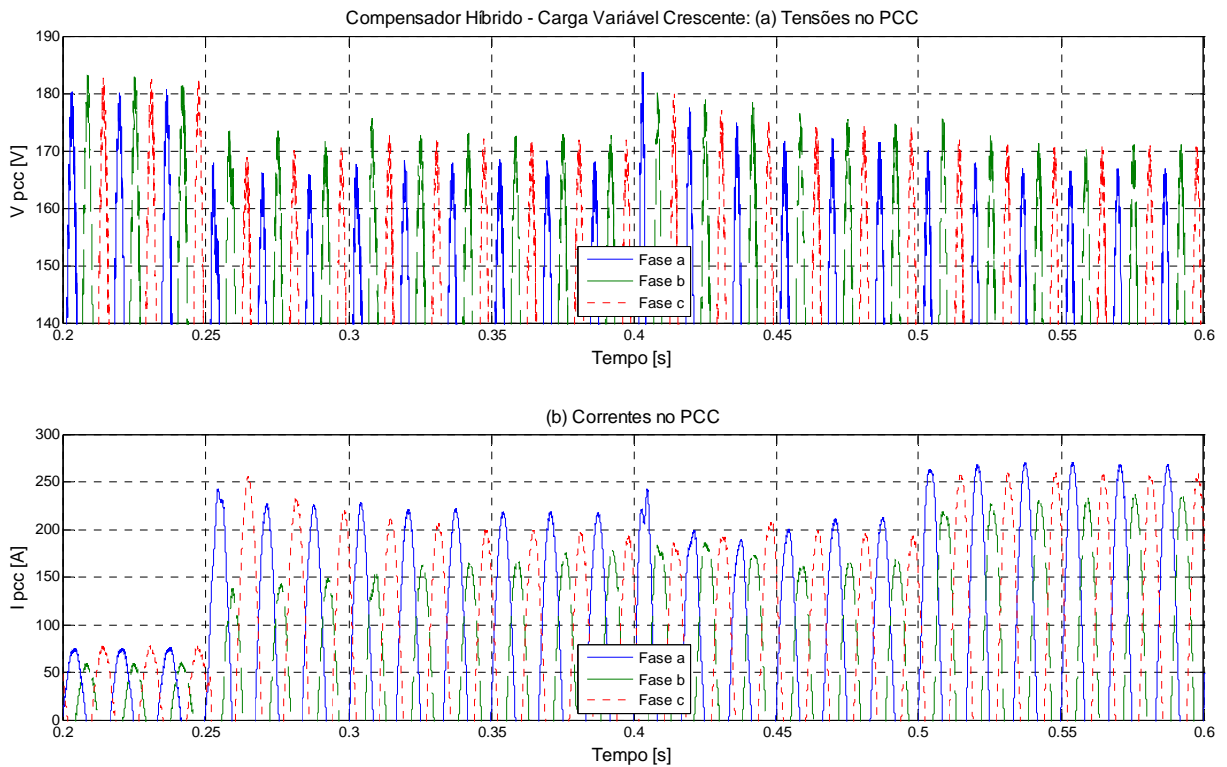 Compensador Híbrido - Carga Variável Crescente: (a) Tensões no PCC
190
180
170
160
150
140
V pcc [V]
Fase a
Fase b
Fase c
0.2 0.25 0.3 0.35 0.4 0.45 0.5 0.55 0.6
Tempo [s]
(b) Correntes no PCC
300
250
200
150
100
50
0
I pcc [A]
Fase a
Fase b
Fase c
0.2 0.25 0.3 0.35 0.4 0.45 0.5 0.55 0.6
Tempo [s]